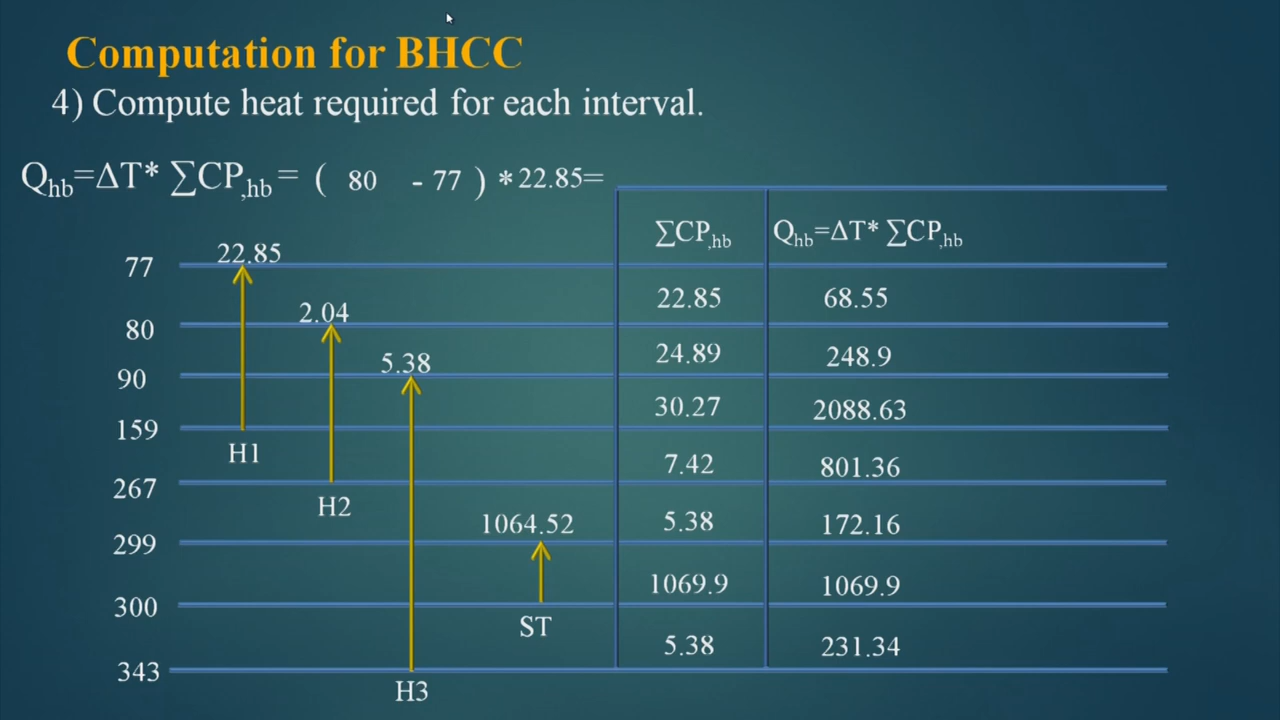 Computation for BHCC
4) Compute heat required for each interval.
Qhb=ΔT* ∑CP,hb = ( 80 - 77 ) * 22.85=
∑CP,hb Qhb=ΔT* ∑CP,hb
22.85
77
22.85 68.55
2.04
80
24.89 248.9
5.38
90
30.27 2088.63
159
H1
7.42 801.36
267
H2
1064.52 5.38 172.16
299
1069.9 1069.9
300
ST
5.38 231.34
343
H3